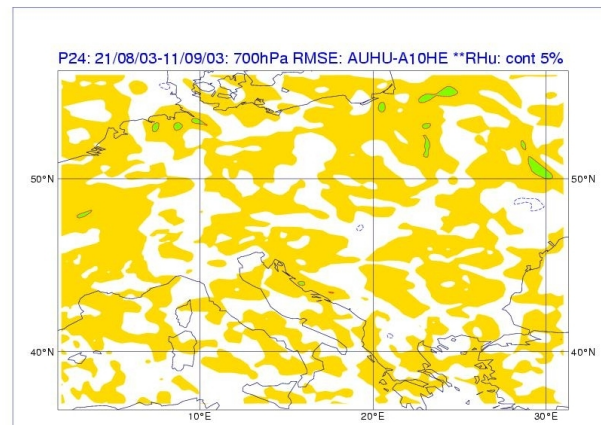 P24: 21/08/03-11/09/03: 700hPa RMSE: AUHU-A10HE **RHu: cont 5%
50°N 50°N
40°N 40°N
10°E 20°E 30°E